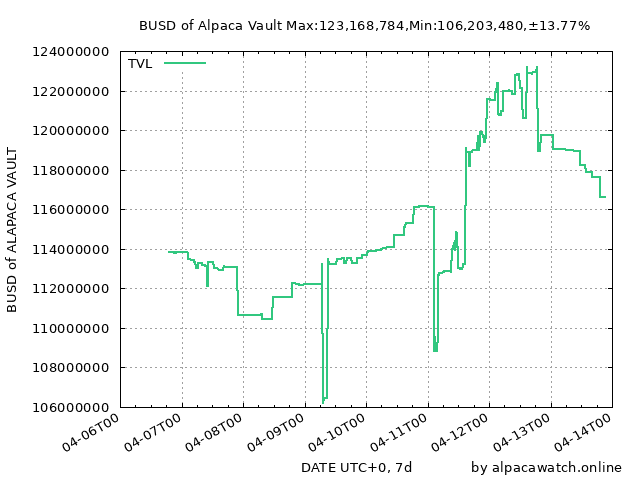 BUSD of Alpaca Vault Max:123,168,784,Min:106,203,480,±13.77%
TVL
BUSD of ALAPACA VAULT
124000000
122000000
120000000
118000000
116000000
114000000
112000000
110000000
108000000
106000000
04-06T00
04-07T00
04-08T00
04-09T00
04-10T00
04-11T00
04-12T00
04-13T00
04-14T00
DATE UTC+0, 7d
by alpacawatch.online